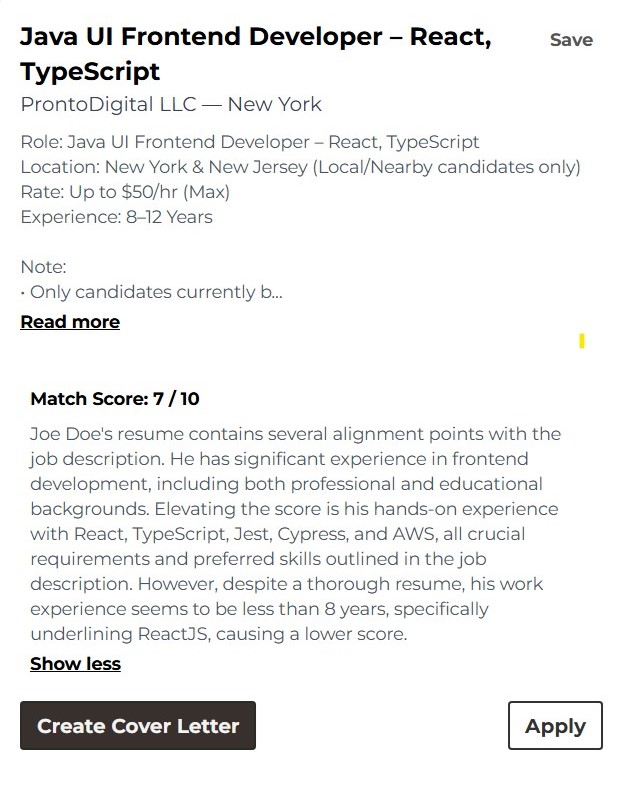 Java UI Frontend Developer – React,
TypeScript
Save
ProntoDigital LLC — New York
Role: Java UI Frontend Developer – React, TypeScript
Location: New York & New Jersey (Local/Nearby candidates only)
Rate: Up to $50/hr (Max)
Experience: 8–12 Years
Note:
• Only candidates currently b...
Read more
Match Score: 7 / 10
Joe Doe's resume contains several alignment points with the
job description. He has significant experience in frontend
development, including both professional and educational
backgrounds. Elevating the score is his hands-on experience
with React, TypeScript, Jest, Cypress, and AWS, all crucial
requirements and preferred skills outlined in the job
description. However, despite a thorough resume, his work
experience seems to be less than 8 years, specifically
underlining ReactJS, causing a lower score.
Show less
Create Cover Letter
Apply